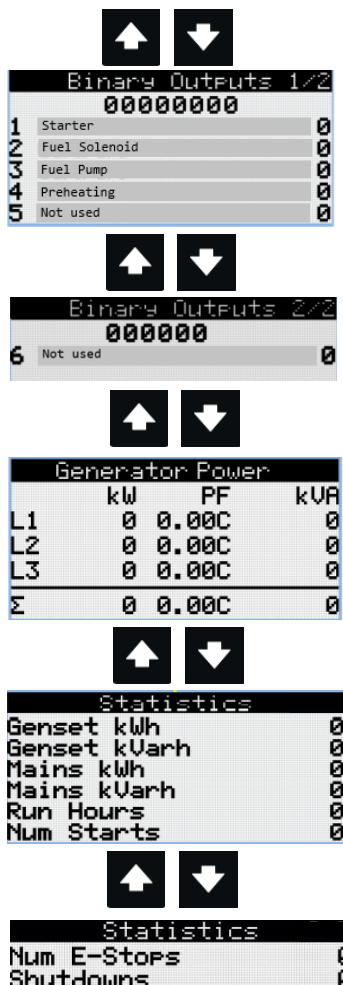 Binary Outputs 1/2
00000000
1 Starter 0
2 Fuel Solenoid 0
3 Fuel Pump 0
4 Preheating 0
5 Not used 0
Binary Outputs 2/2
000000
6 Not used 0
Generator Power
kW PF kVA
L1 0 0.00C 0
L2 0 0.00C 0
L3 0 0.00C 0
Σ 0 0.00C 0
Statistics
Genset kWh 0
Genset kVarh 0
Mains kWh 0
Mains kVarh 0
Run Hours 0
Num Starts 0
Statistics
Num E-Stops 0
Shutdowns 0